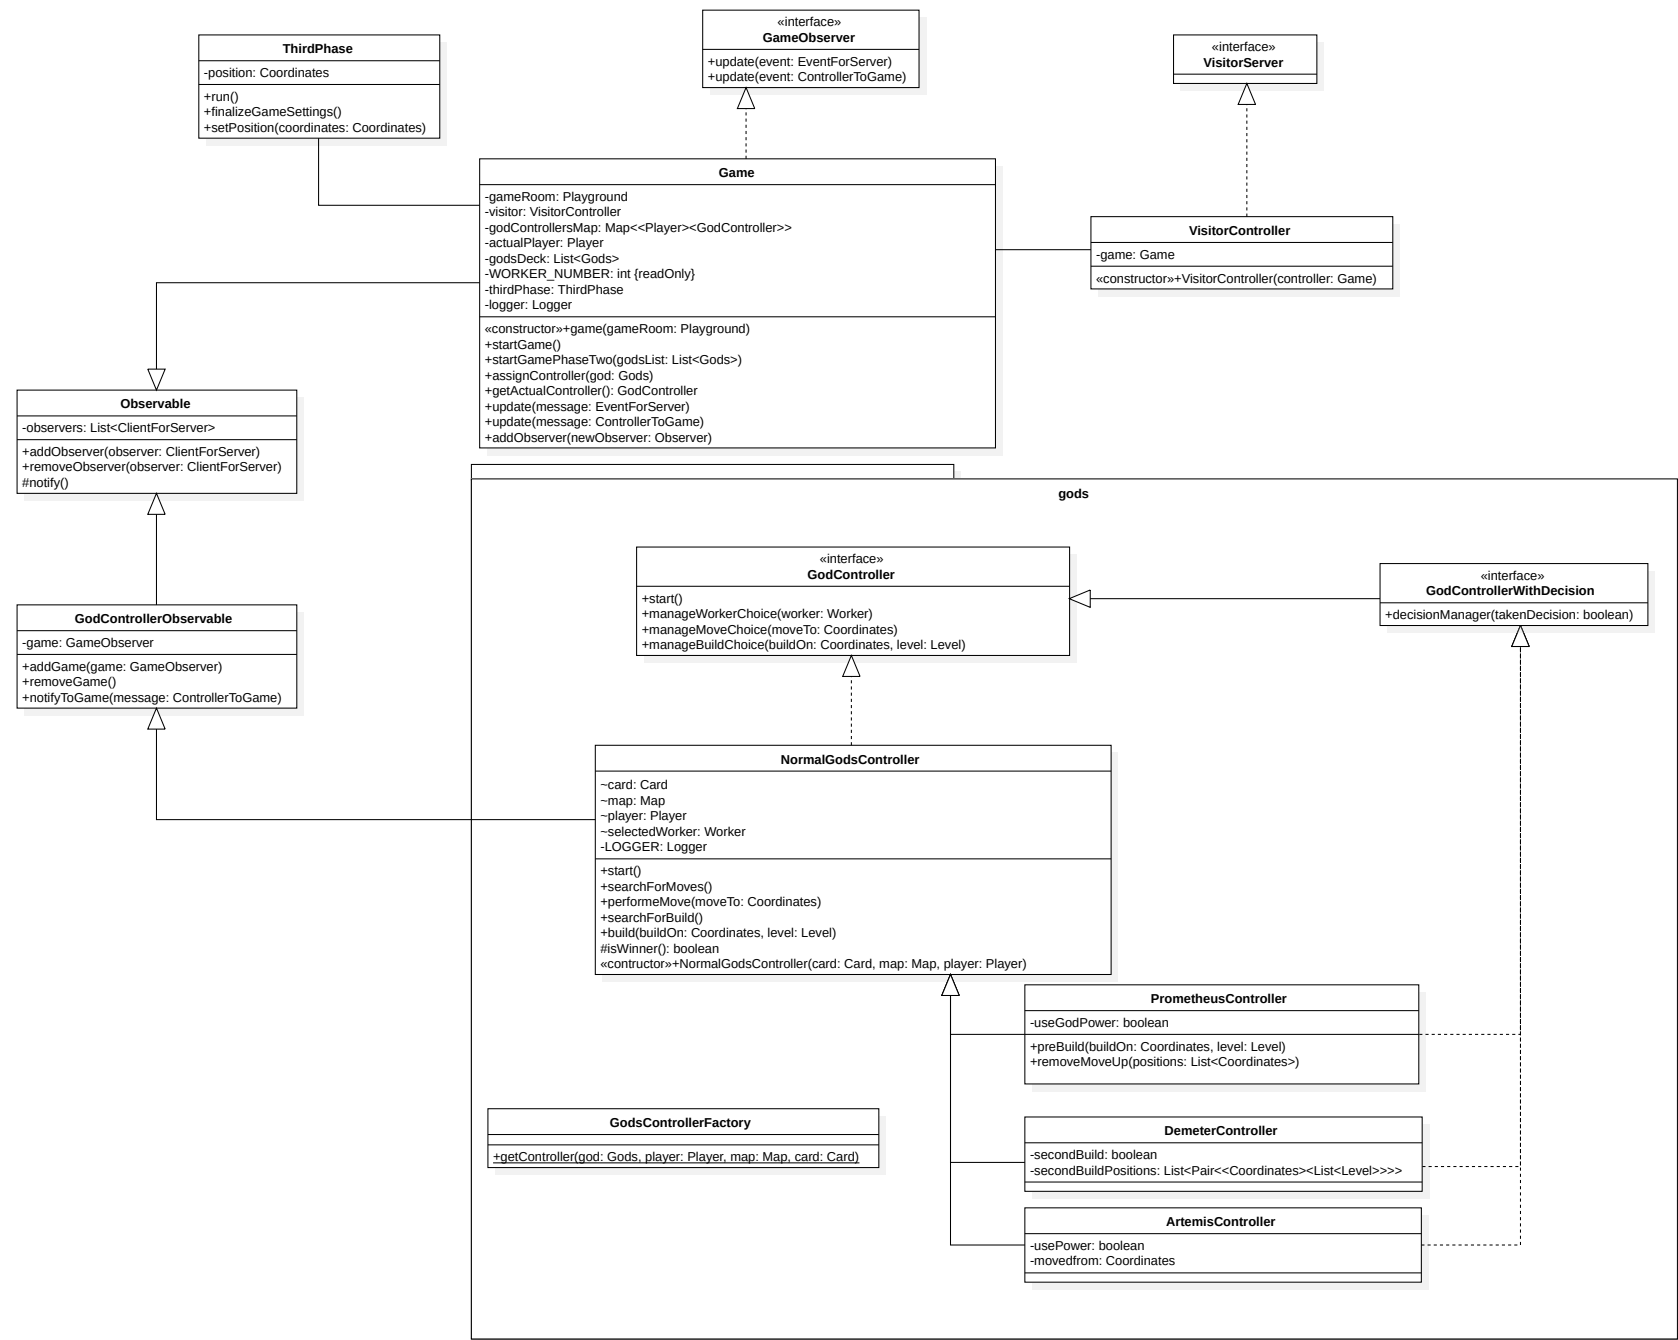 «interface»
GameObserver
+update(event: EventForServer)
+update(event: ControllerToGame)
ThirdPhase
-position: Coordinates
+run()
+finalizeGameSettings()
+setPosition(coordinates: Coordinates)
«interface»
VisitorServer
Game
-gameRoom: Playground
-visitor: VisitorController
-godControllersMap: Map<<Player><GodController>>
-actualPlayer: Player
-godsDeck: List<Gods>
-WORKER_NUMBER: int {readOnly}
-thirdPhase: ThirdPhase
-logger: Logger
«constructor»+game(gameRoom: Playground)
+startGame()
+startGamePhaseTwo(godsList: List<Gods>)
+assignController(god: Gods)
+getActualController(): GodController
+update(message: EventForServer)
+update(message: ControllerToGame)
+addObserver(newObserver: Observer)
VisitorController
-game: Game
«constructor»+VisitorController(controller: Game)
Observable
-observers: List<ClientForServer>
+addObserver(observer: ClientForServer)
+removeObserver(observer: ClientForServer)
#notify()
gods
«interface»
GodController
+start()
+manageWorkerChoice(worker: Worker)
+manageMoveChoice(moveTo: Coordinates)
+manageBuildChoice(buildOn: Coordinates, level: Level)
«interface»
GodControllerWithDecision
+decisionManager(takenDecision: boolean)
GodControllerObservable
-game: GameObserver
+addGame(game: GameObserver)
+removeGame()
+notifyToGame(message: ControllerToGame)
NormalGodsController
~card: Card
~map: Map
~player: Player
~selectedWorker: Worker
-LOGGER: Logger
+start()
+searchForMoves()
+performeMove(moveTo: Coordinates)
+searchForBuild()
+build(buildOn: Coordinates, level: Level)
#isWinner(): boolean
«contructor»+NormalGodsController(card: Card, map: Map, player: Player)
PrometheusController
-useGodPower: boolean
+preBuild(buildOn: Coordinates, level: Level)
+removeMoveUp(positions: List<Coordinates>)
GodsControllerFactory
+getController(god: Gods, player: Player, map: Map, card: Card)
DemeterController
-secondBuild: boolean
-secondBuildPositions: List<Pair<<Coordinates><List<Level>>>>
ArtemisController
-usePower: boolean
-movedfrom: Coordinates